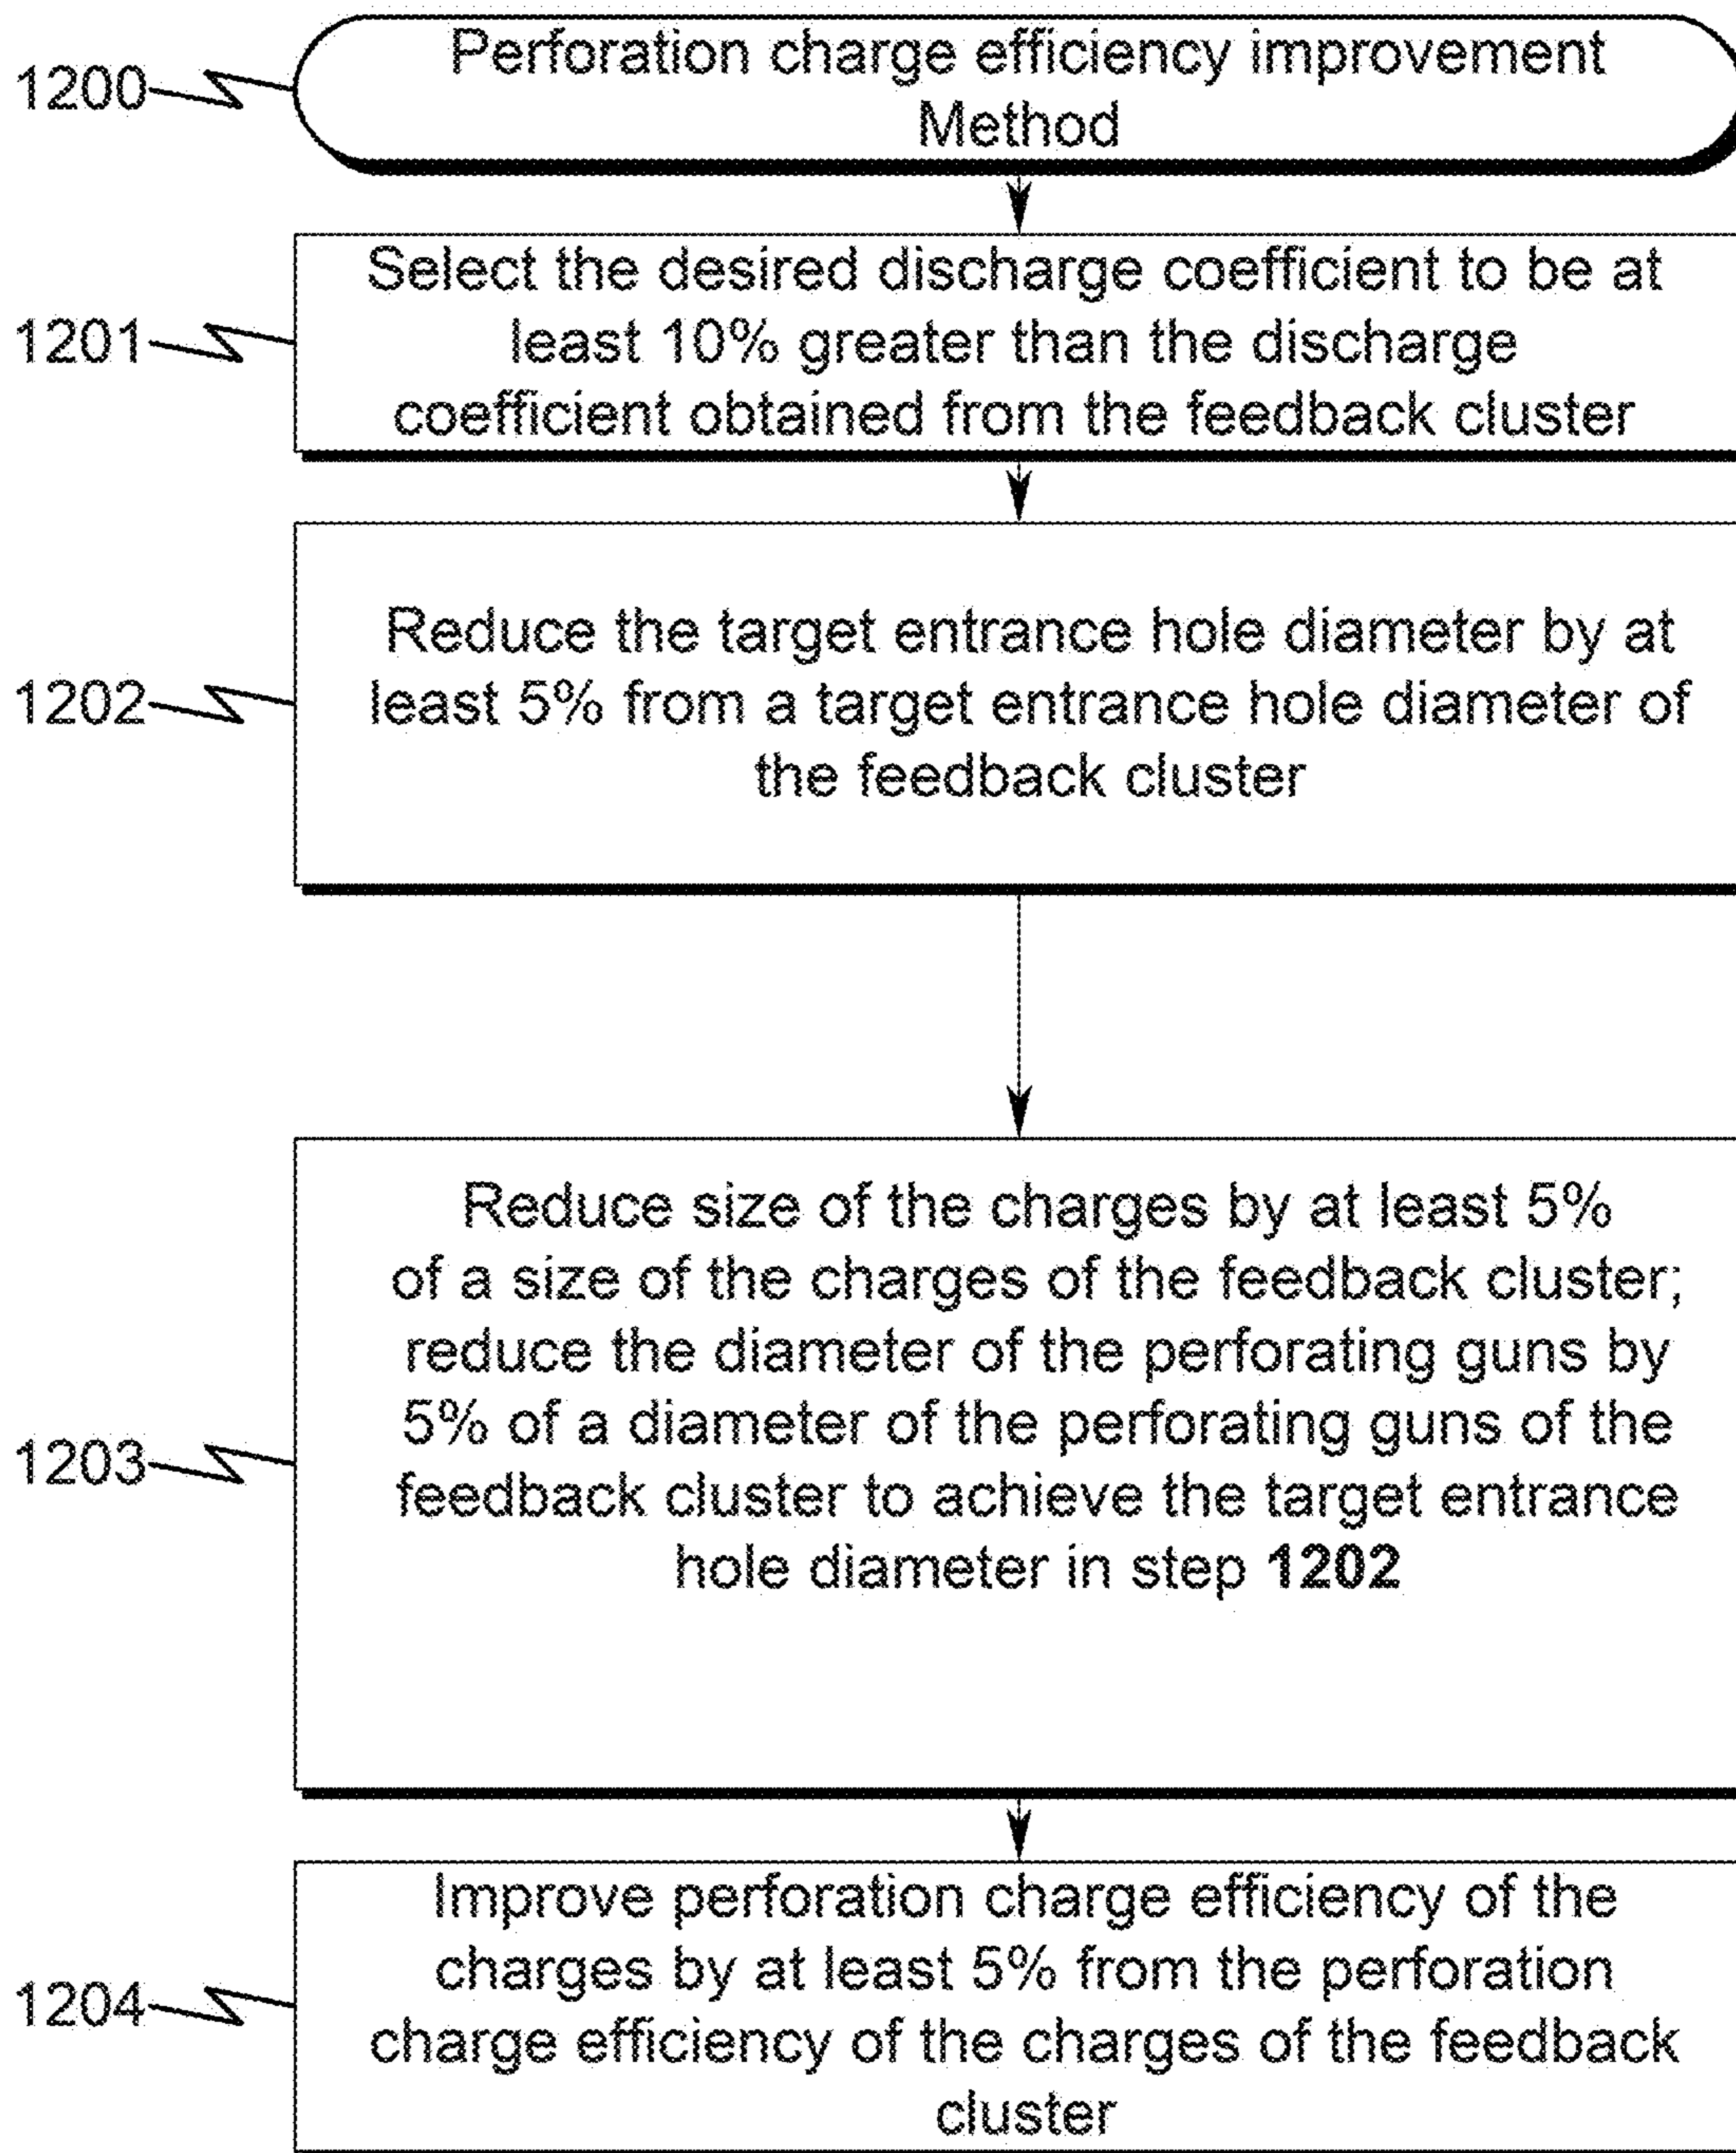 1200
Perforation charge efficiency improvement
Method
1201
Select the desired discharge coefficient to be at
least 10% greater than the discharge
coefficient obtained from the feedback cluster
1202
Reduce the target entrance hole diameter by at
least 5% from a target entrance hole diameter of
the feedback cluster
1203
Reduce size of the charges by at least 5%
of a size of the charges of the feedback cluster;
reduce the diameter of the perforating guns by
5% of a diameter of the perforating guns of the
feedback cluster to achieve the target entrance
hole diameter in step 1202
1204
Improve perforation charge efficiency of the
charges by at least 5% from the perforation
charge efficiency of the charges of the feedback
cluster